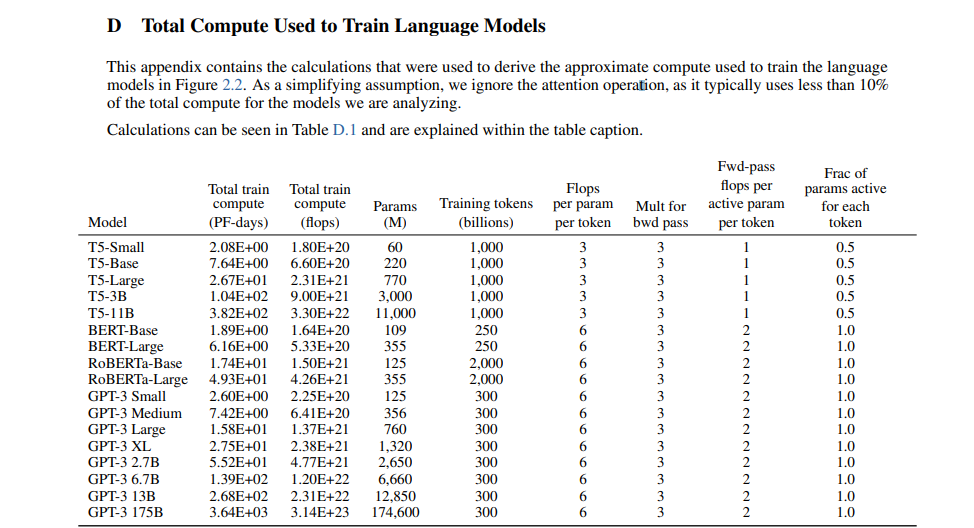 D Total Compute Used to Train Language Models
This appendix contains the calculations that were used to derive the approximate compute used to train the language
models in Figure 2.2. As a simplifying assumption, we ignore the attention operation, as it typically uses less than 10%
of the total compute for the models we are analyzing.
Calculations can be seen in Table D.1 and are explained within the table caption.
Model Total train compute (PF-days) Total train compute (flops) Params (M) Training tokens (billions) Flops per param per token Mult for bwd pass Fwd-pass flops per active param per token Frac of params active for each token
T5-Small 2.08E+00 1.80E+20 60 1,000 3 3 1 0.5
T5-Base 7.64E+00 6.60E+20 220 1,000 3 3 1 0.5
T5-Large 2.67E+01 2.31E+21 770 1,000 3 3 1 0.5
T5-3B 1.04E+02 9.00E+21 3,000 1,000 3 3 1 0.5
T5-11B 3.82E+02 3.30E+22 11,000 1,000 3 3 1 0.5
BERT-Base 1.89E+00 1.64E+20 109 250 6 3 2 1.0
BERT-Large 6.16E+00 5.33E+20 355 250 6 3 2 1.0
RoBERTa-Base 1.74E+01 1.50E+21 125 2,000 6 3 2 1.0
RoBERTa-Large 4.93E+01 4.26E+21 355 2,000 6 3 2 1.0
GPT-3 Small 2.60E+00 2.25E+20 125 300 6 3 2 1.0
GPT-3 Medium 7.42E+00 6.41E+20 356 300 6 3 2 1.0
GPT-3 Large 1.58E+01 1.37E+21 760 300 6 3 2 1.0
GPT-3 XL 2.75E+01 2.38E+21 1,320 300 6 3 2 1.0
GPT-3 2.7B 5.52E+01 4.77E+21 2,650 300 6 3 2 1.0
GPT-3 6.7B 1.39E+02 1.20E+22 6,660 300 6 3 2 1.0
GPT-3 13B 2.68E+02 2.31E+22 12,850 300 6 3 2 1.0
GPT-3 175B 3.64E+03 3.14E+23 174,600 300 6 3 2 1.0